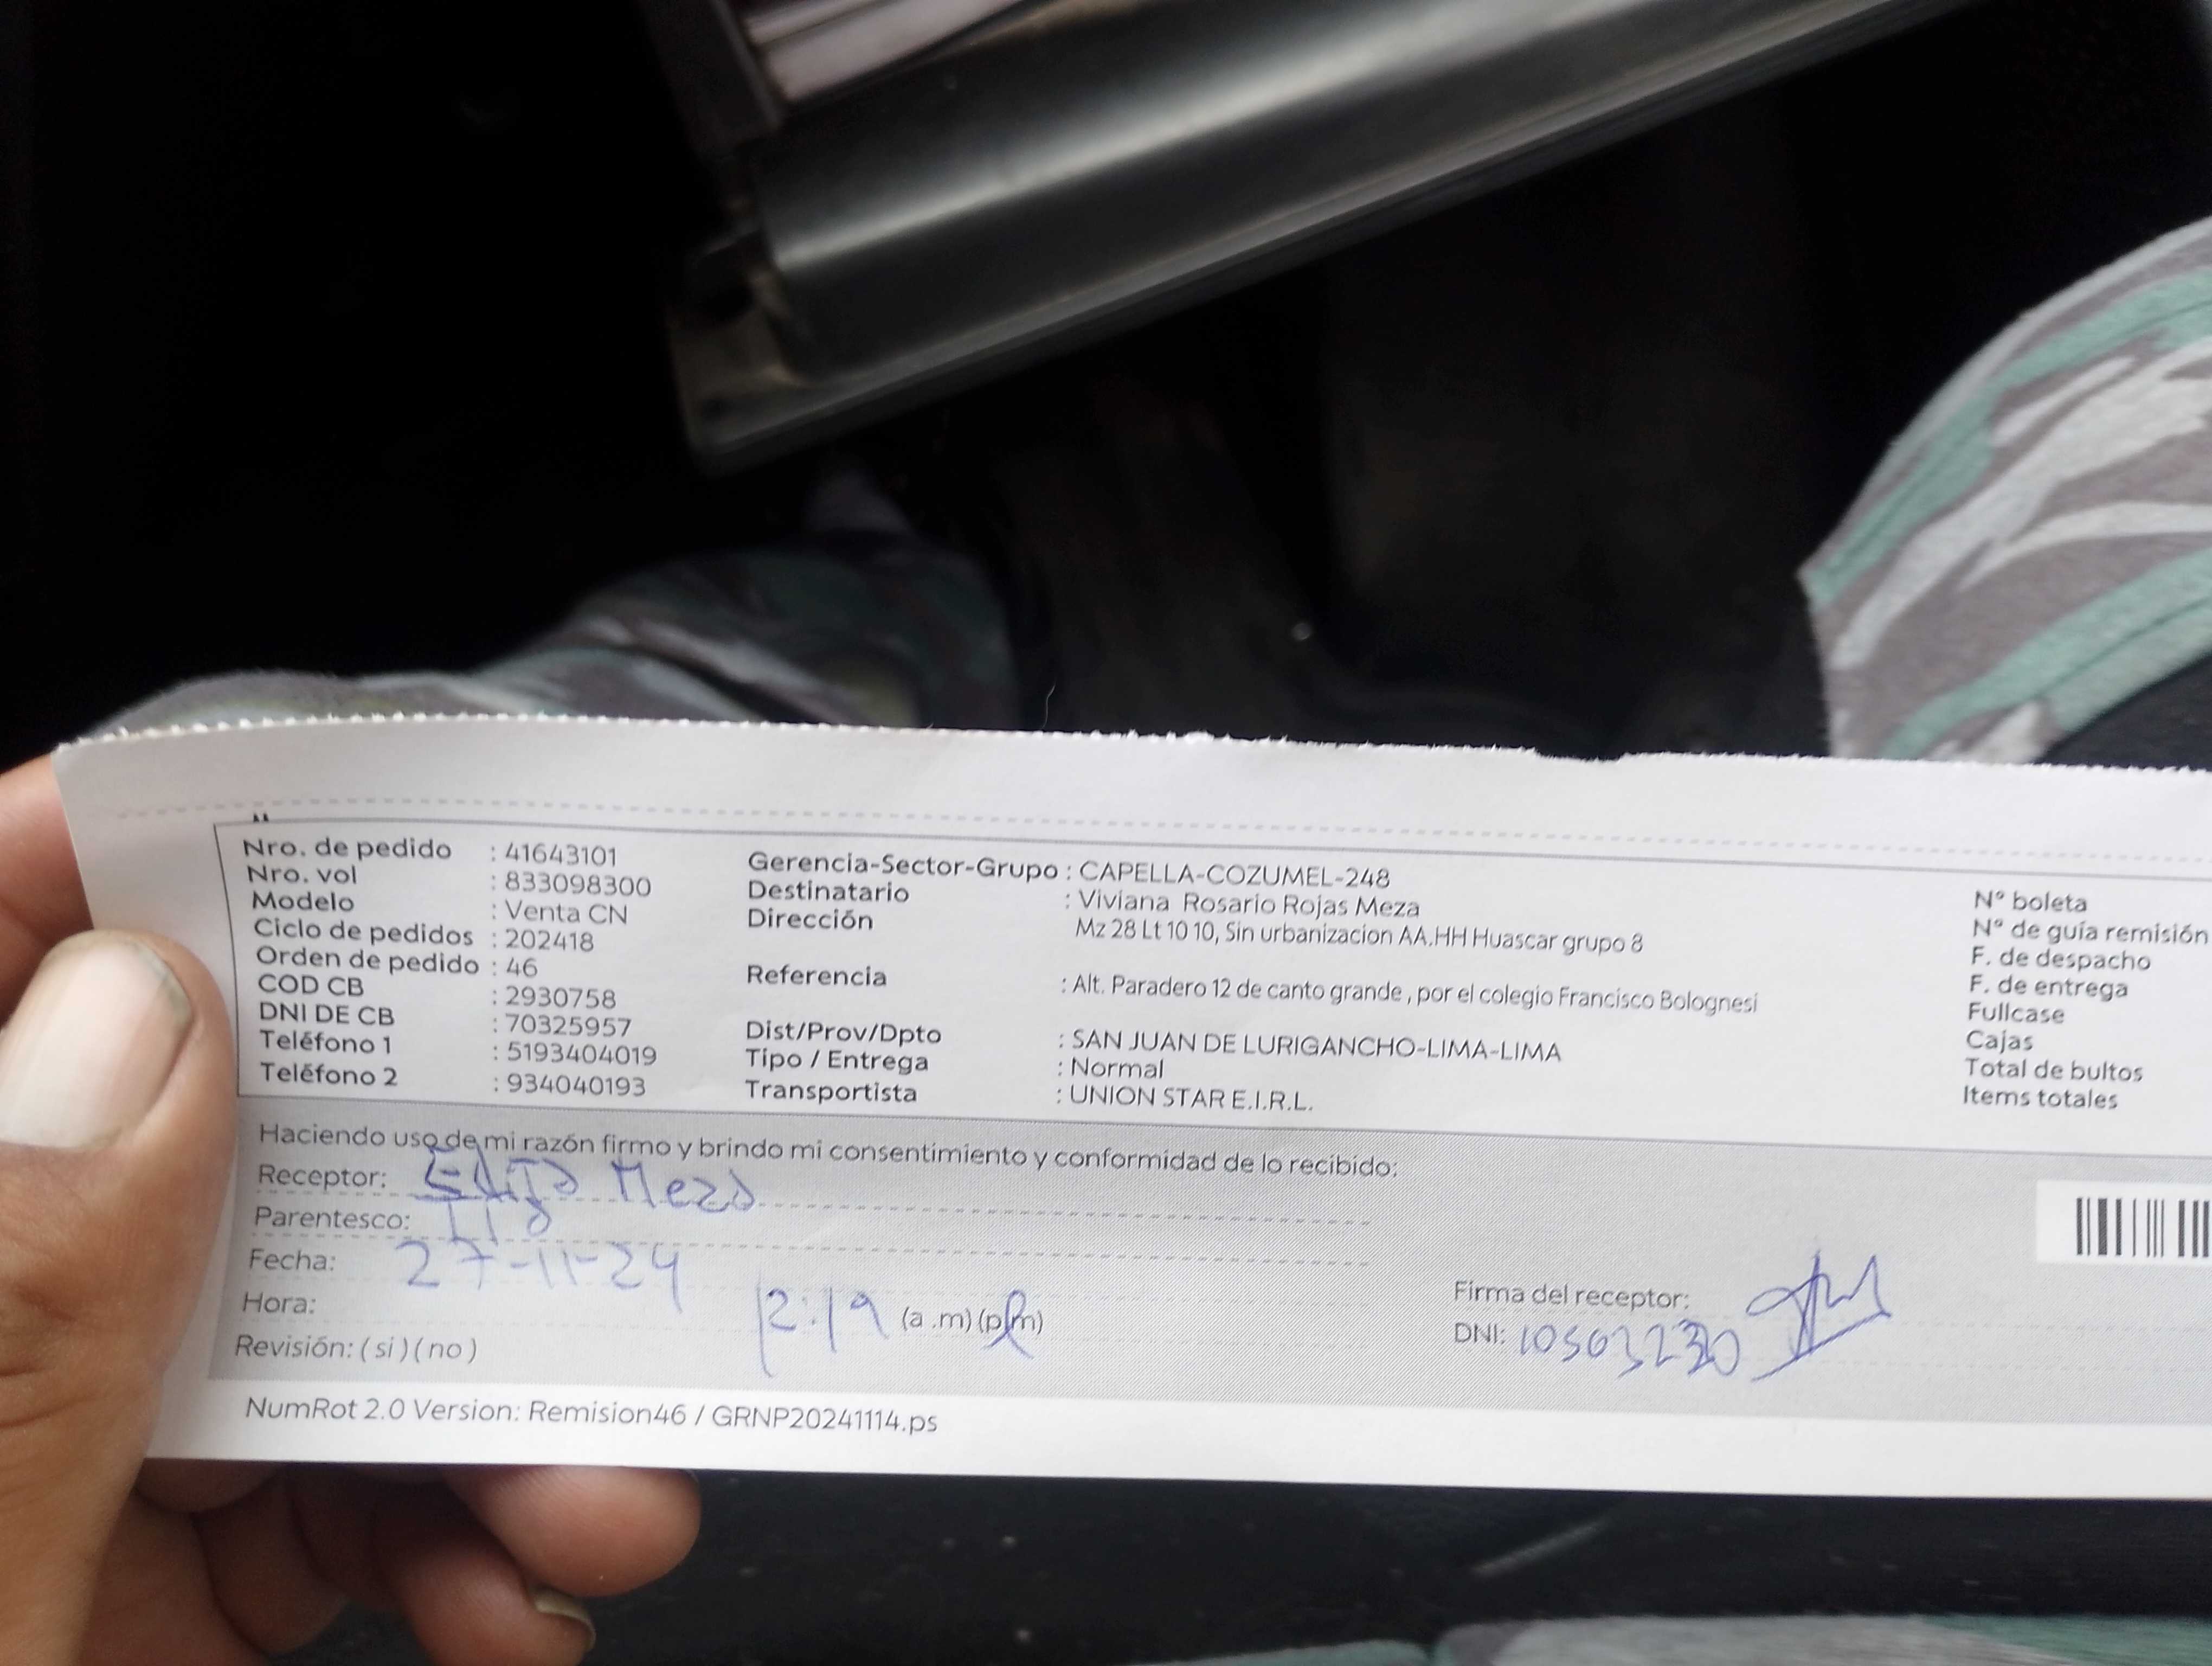 Nro. de pedido : 41643101
Nro. vol : 833098300
Modelo : Venta CN
Ciclo de pedidos : 202418
Orden de pedido : 46
COD CB : 2930758
DNI DE CB : 70325957
Teléfono 1 : 5193404019
Teléfono 2 : 934040193
Gerencia-Sector-Grupo : CAPELLA-COZUMEL-248
Destinatario : Viviana Rosario Rojas Meza
Dirección Mz 28 Lt 10 10, Sin urbanizacion AA.HH Huascar grupo 8
Referencia : Alt. Paradero 12 de canto grande , por el colegio Francisco Bolognesi
Dist/Prov/Dpto : SAN JUAN DE LURIGANCHO-LIMA-LIMA
Tipo / Entrega : Normal
Transportista : UNION STAR E.I.R.L.
N° boleta
N° de guía remisión
F. de despacho
F. de entrega
Fullcase
Cajas
Total de bultos
Items totales
Haciendo uso de mi razón firmo y brindo mi consentimiento y conformidad de lo recibido:
Receptor: Meza
Parentesco:
Fecha: 27-11-24
Hora: 12:19 (a .m) (p.m)
Revisión: ( si ) ( no )
Firma del receptor:
DNI:
NumRot 2.0 Version: Remision46 / GRNP20241114.ps